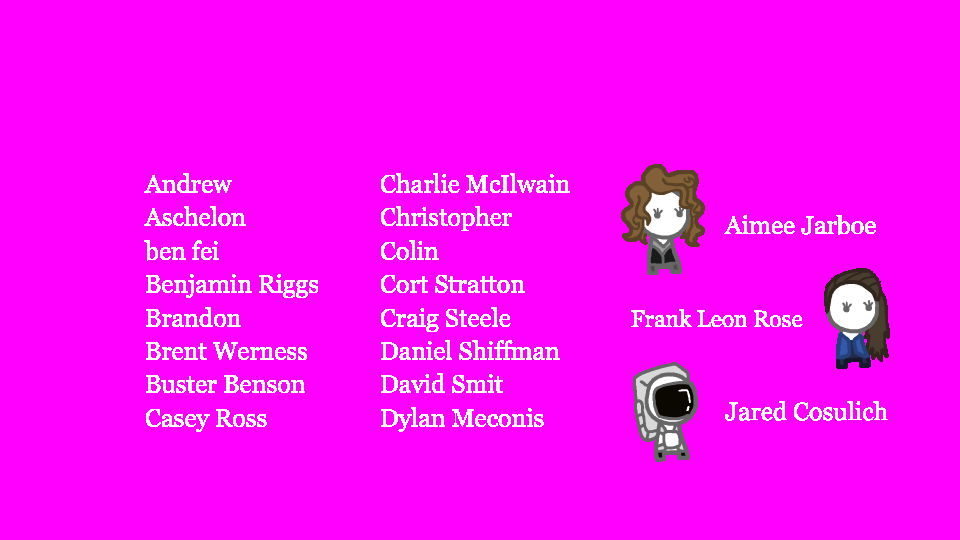 Andrew
Aschelon
ben fei
Benjamin Riggs
Brandon
Brent Werness
Buster Benson
Casey Ross
Charlie McIlwain
Christopher
Colin
Cort Stratton
Craig Steele
Daniel Shiffman
David Smit
Dylan Meconis
Aimee Jarboe
Frank Leon Rose
Jared Cosulich